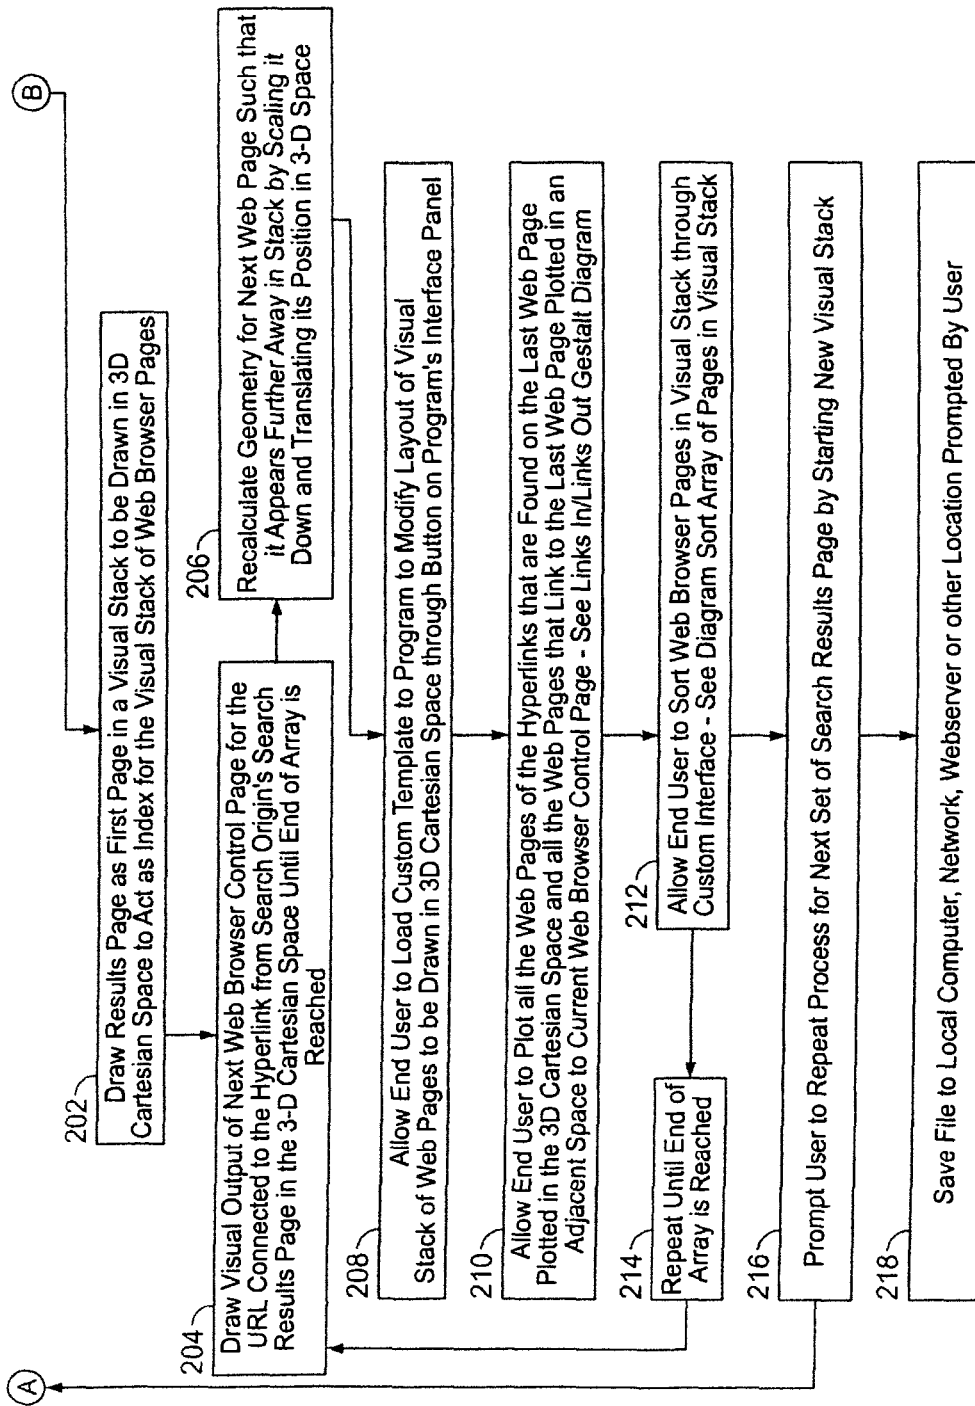 A
B
202
Draw Results Page as First Page in a Visual Stack to be Drawn in 3D
Cartesian Space to Act as Index for the Visual Stack of Web Browser Pages
204
Draw Visual Output of Next Web Browser Control Page for the
URL Connected to the Hyperlink from Search Origin's Search
Results Page in the 3-D Cartesian Space Until End of Array is
Reached
206
Recalculate Geometry for Next Web Page Such that
it Appears Further Away in Stack by Scaling it
Down and Translating its Position in 3-D Space
208
Allow End User to Load Custom Template to Program to Modify Layout of Visual
Stack of Web Pages to be Drawn in 3D Cartesian Space through Button on Program's Interface Panel
210
Allow End User to Plot all the Web Pages of the Hyperlinks that are Found on the Last Web Page
Plotted in the 3D Cartesian Space and all the Web Pages that Link to the Last Web Page Plotted in an
Adjacent Space to Current Web Browser Control Page - See Links In/Links Out Gestalt Diagram
212
Allow End User to Sort Web Browser Pages in Visual Stack through
Custom Interface - See Diagram Sort Array of Pages in Visual Stack
214
Repeat Until End of
Array is Reached
216
Prompt User to Repeat Process for Next Set of Search Results Page by Starting New Visual Stack
218
Save File to Local Computer, Network, Webserver or other Location Prompted By User